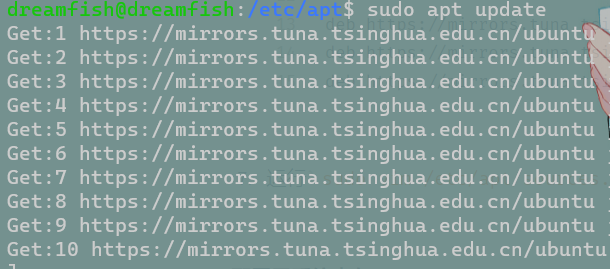 dreamfish@dreamfish:/etc/apt$ sudo apt update
Get:1 https://mirrors.tuna.tsinghua.edu.cn/ubuntu
Get:2 https://mirrors.tuna.tsinghua.edu.cn/ubuntu
Get:3 https://mirrors.tuna.tsinghua.edu.cn/ubuntu
Get:4 https://mirrors.tuna.tsinghua.edu.cn/ubuntu
Get:5 https://mirrors.tuna.tsinghua.edu.cn/ubuntu
Get:6 https://mirrors.tuna.tsinghua.edu.cn/ubuntu
Get:7 https://mirrors.tuna.tsinghua.edu.cn/ubuntu
Get:8 https://mirrors.tuna.tsinghua.edu.cn/ubuntu
Get:9 https://mirrors.tuna.tsinghua.edu.cn/ubuntu
Get:10 https://mirrors.tuna.tsinghua.edu.cn/ubuntu